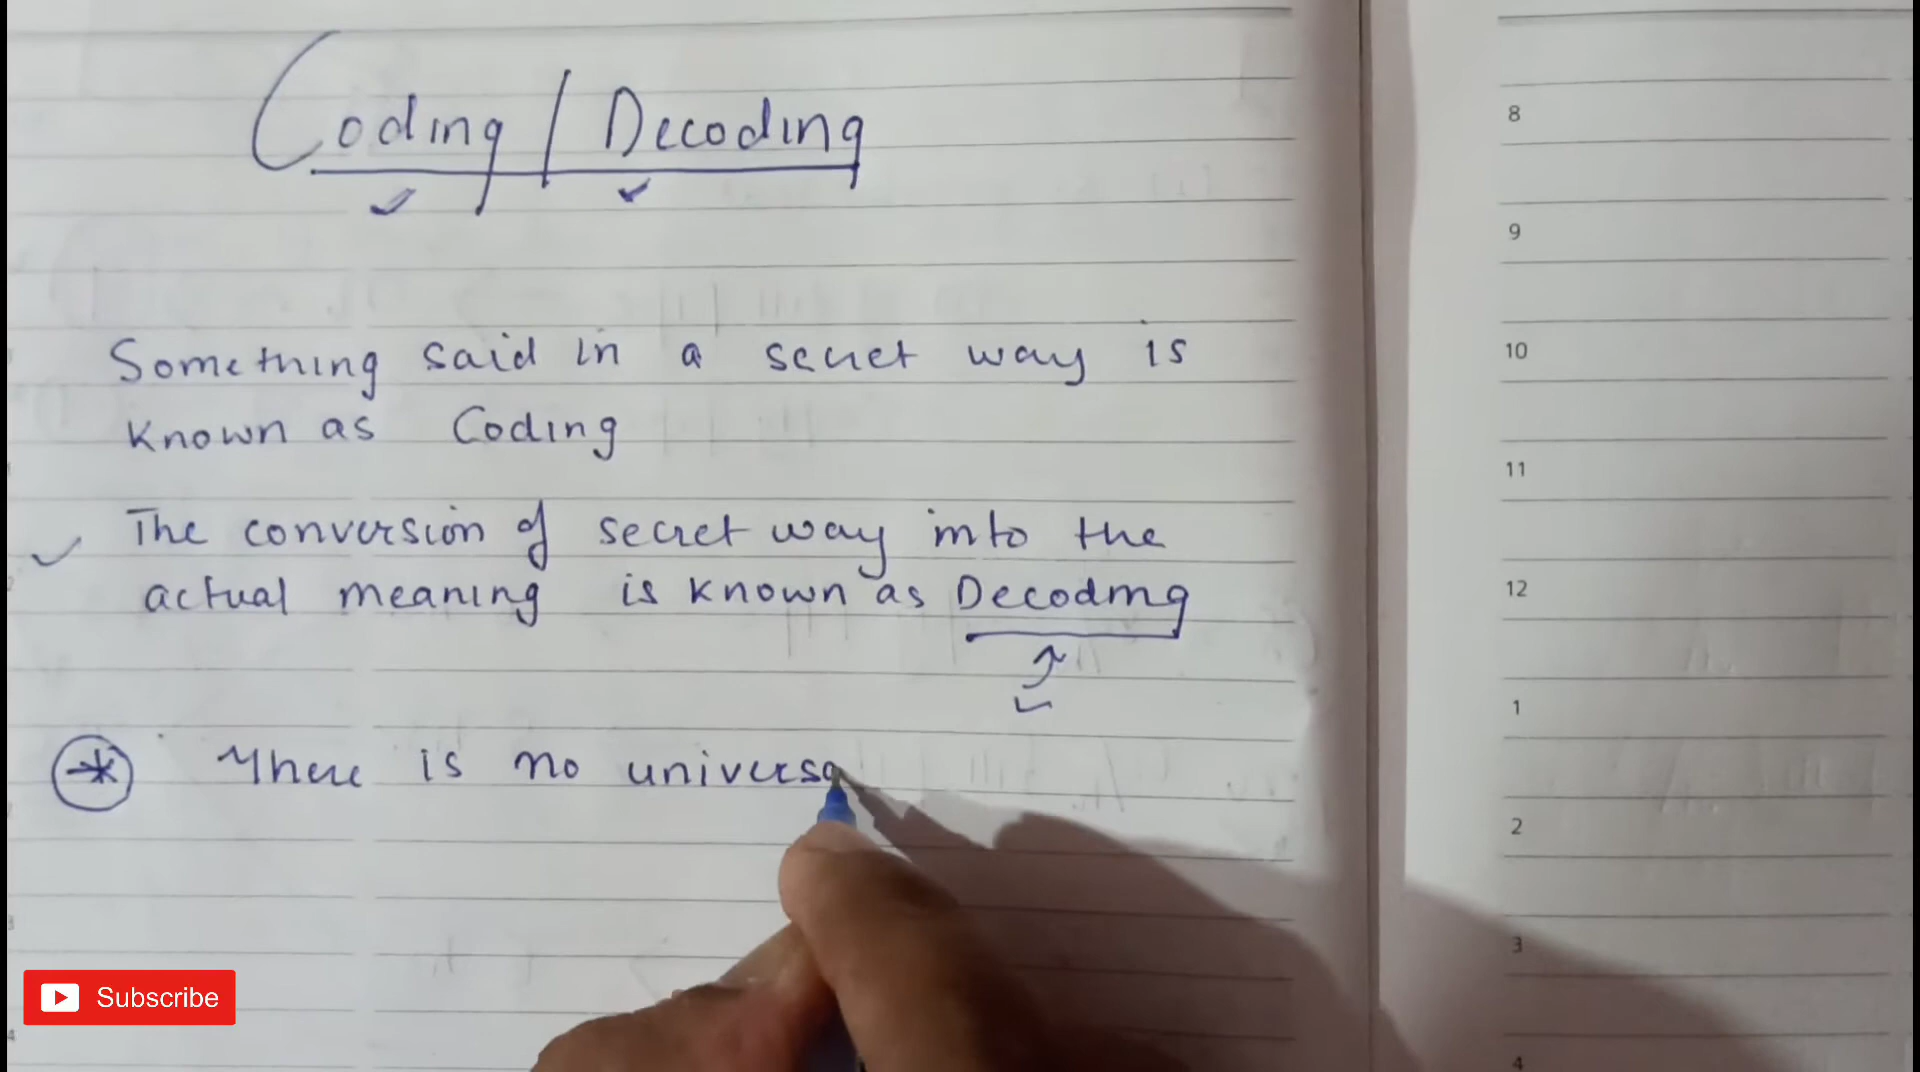 Coding / Decoding
Something said in a secret way is
known as Coding
The conversion of secret way into the
actual meaning is known as Decoding
There is no universa
8
9
10
11
12
1
2
3
4
Subscribe